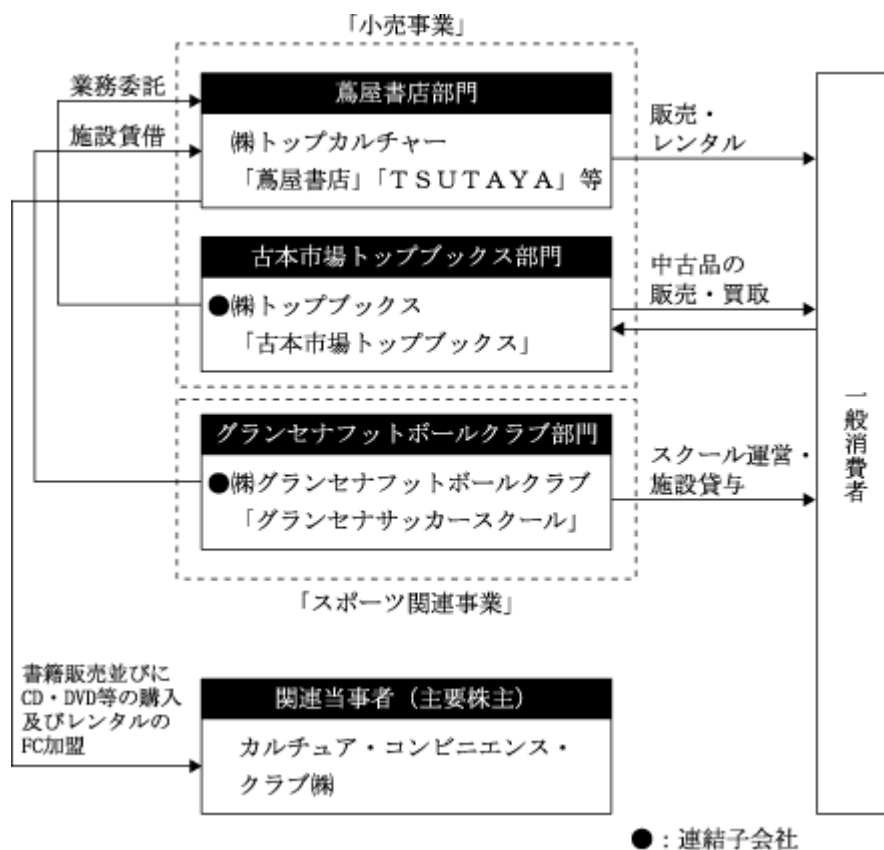 「小売事業」
業務委託
施設賃借
蔦屋書店部門
㈱トップカルチャー
「蔦屋書店」「ＴＳＵＴＡＹＡ」等
販売・
レンタル
古本市場トップブックス部門
●㈱トップブックス
「古本市場トップブックス」
中古品の
販売・買取
グランセナフットボールクラブ部門
●㈱グランセナフットボールクラブ
「グランセナサッカースクール」
スクール運営・
施設貸与
一般消費者
「スポーツ関連事業」
書籍販売並びに
CD・DVD等の購入
及びレンタルの
FC加盟
関連当事者（主要株主）
カルチュア・コンビニエンス・
クラブ㈱
●：連結子会社